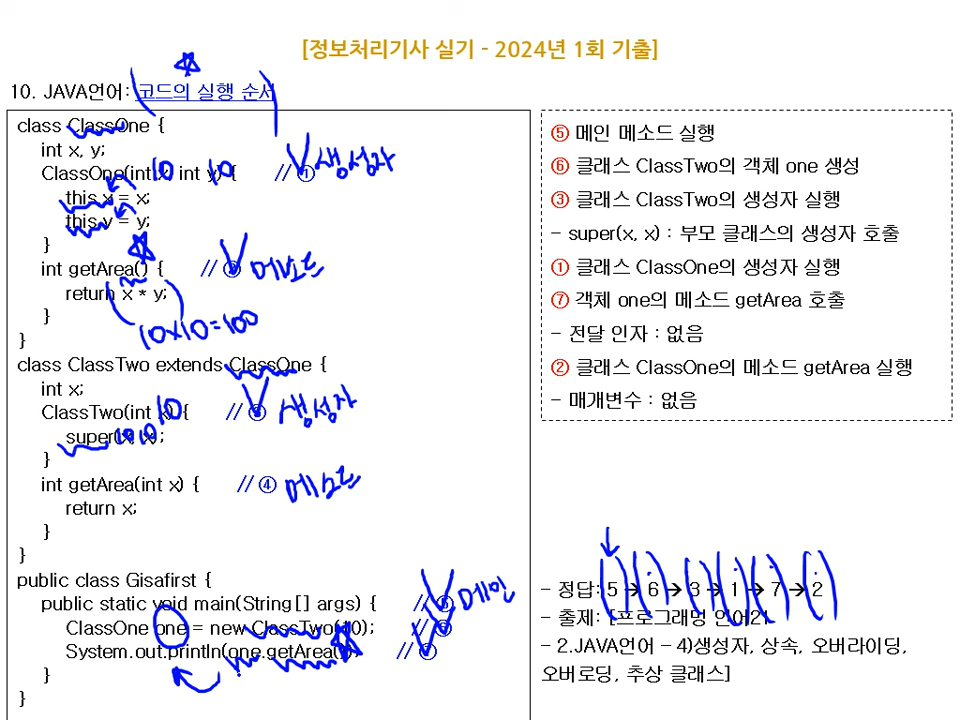 [정보처리기사 실기 - 2024년 1회 기출]
10. JAVA언어: 코드의 실행 순서
class ClassOne {
int x, y;
ClassOne(int x, int y) { // ① 생성자
10 10
this.x = x;
this.y = y;
}
int getArea() { // ② 메소드
return x * y;
}
10x10=100
}
class ClassTwo extends ClassOne {
int x;
ClassTwo(int x) { // ③ 생성자
10
super(x, x);
10 10
}
int getArea(int x) { // ④ 메소드
return x;
}
}
public class Gisafirst {
public static void main(String[] args) { // ⑤ 메인
ClassOne one = new ClassTwo(10); // ⑥
System.out.println(one.getArea()); // ⑦
}
}
⑤ 메인 메소드 실행
⑥ 클래스 ClassTwo의 객체 one 생성
③ 클래스 ClassTwo의 생성자 실행
- super(x, x) : 부모 클래스의 생성자 호출
① 클래스 ClassOne의 생성자 실행
⑦ 객체 one의 메소드 getArea 호출
- 전달 인자 : 없음
② 클래스 ClassOne의 메소드 getArea 실행
- 매개변수 : 없음
- 정답: 5 → 6 → 3 → 1 → 7 → 2
- 출제: [프로그래밍 언어2]
- 2.JAVA언어 - 4)생성자, 상속, 오버라이딩,
오버로딩, 추상 클래스]